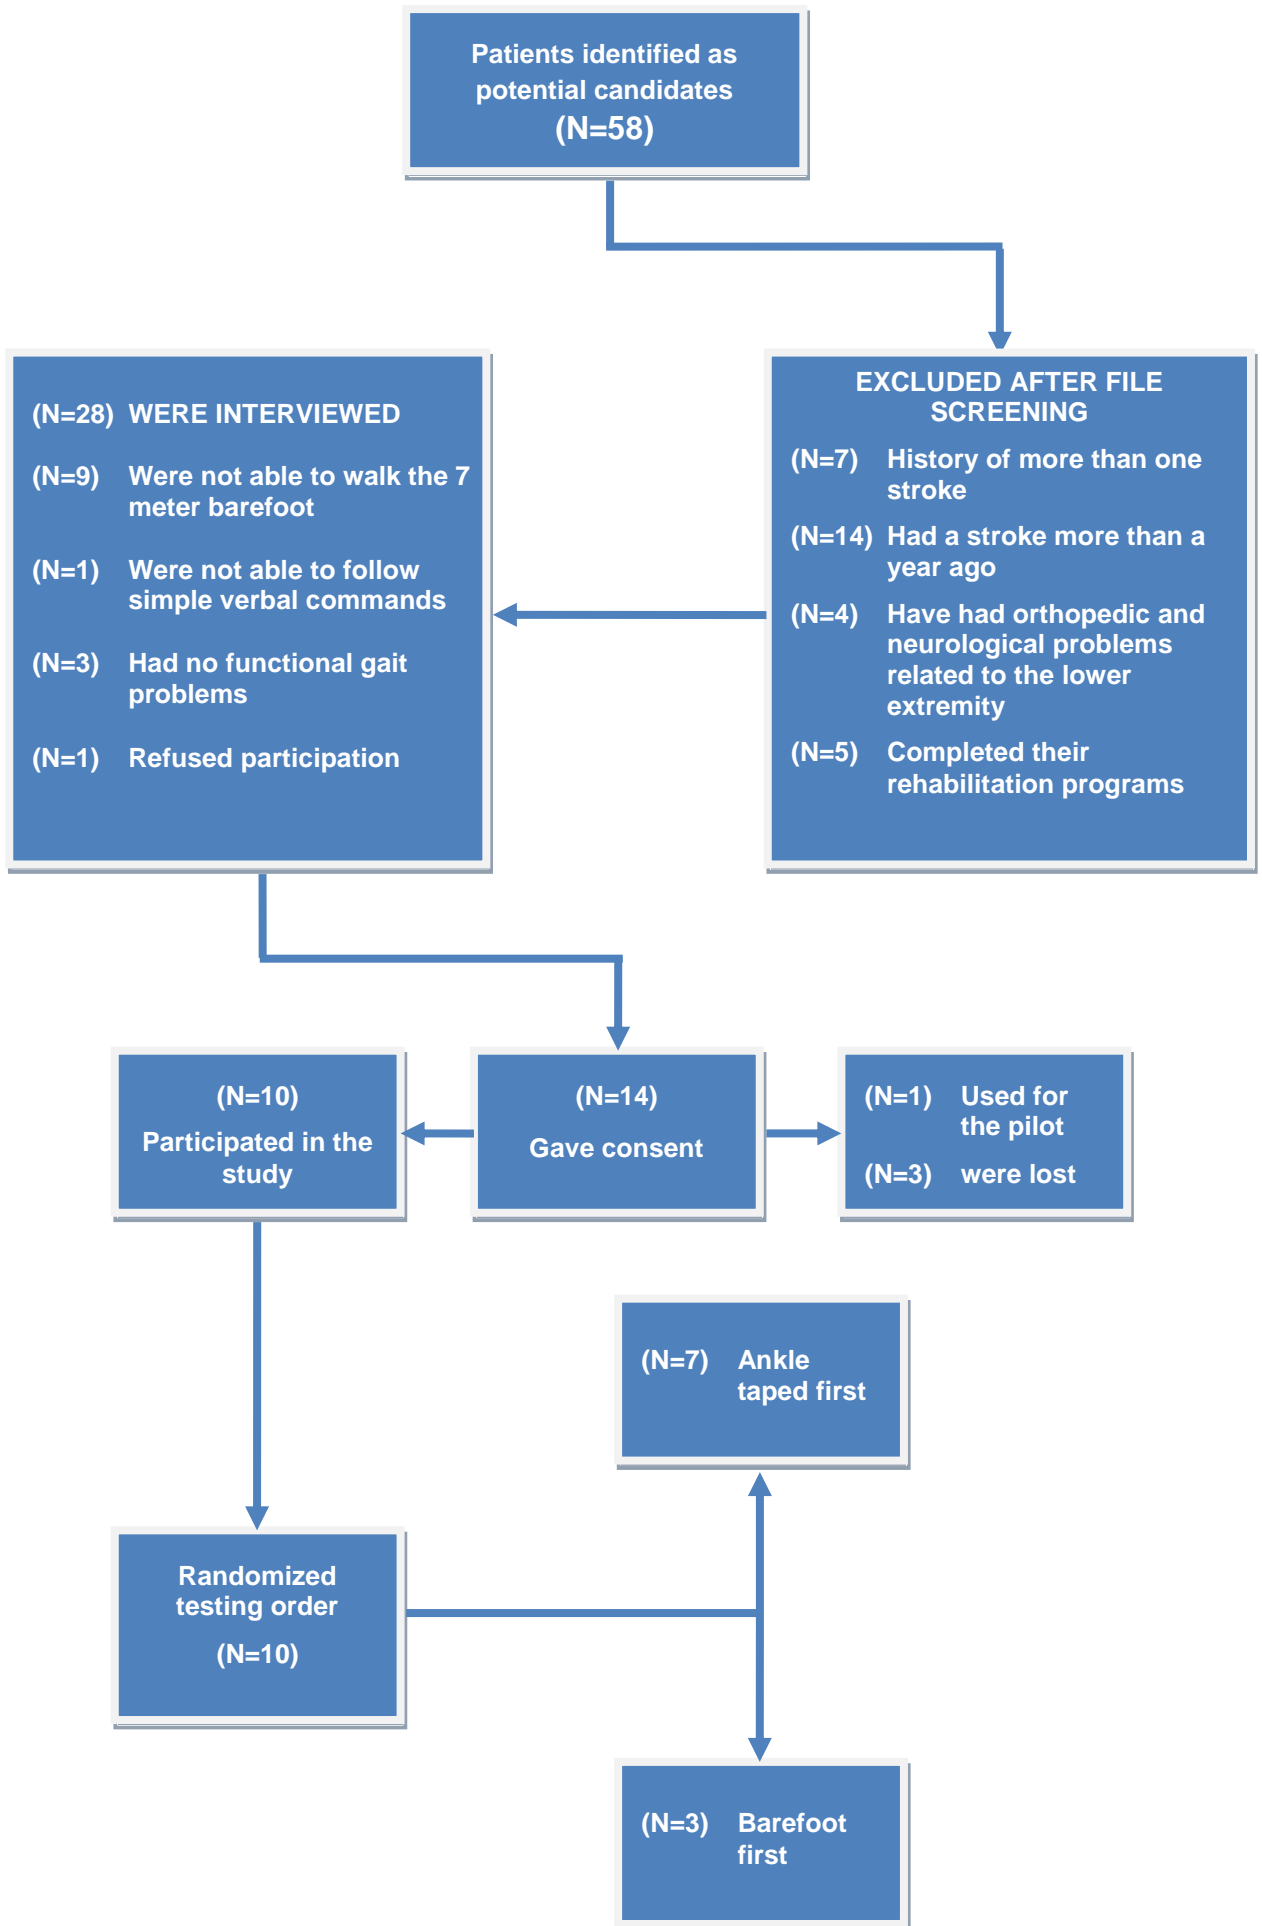 Patients identified as
potential candidates
(N=58)
EXCLUDED AFTER FILE
SCREENING
(N=7) History of more than one
stroke
(N=14) Had a stroke more than a
year ago
(N=4) Have had orthopedic and
neurological problems
related to the lower
extremity
(N=5) Completed their
rehabilitation programs
(N=28) WERE INTERVIEWED
(N=9) Were not able to walk the 7
meter barefoot
(N=1) Were not able to follow
simple verbal commands
(N=3) Had no functional gait
problems
(N=1) Refused participation
(N=14)
Gave consent
(N=10)
Participated in the
study
(N=1) Used for
the pilot
(N=3) were lost
Randomized
testing order
(N=10)
(N=7) Ankle
taped first
(N=3) Barefoot
first